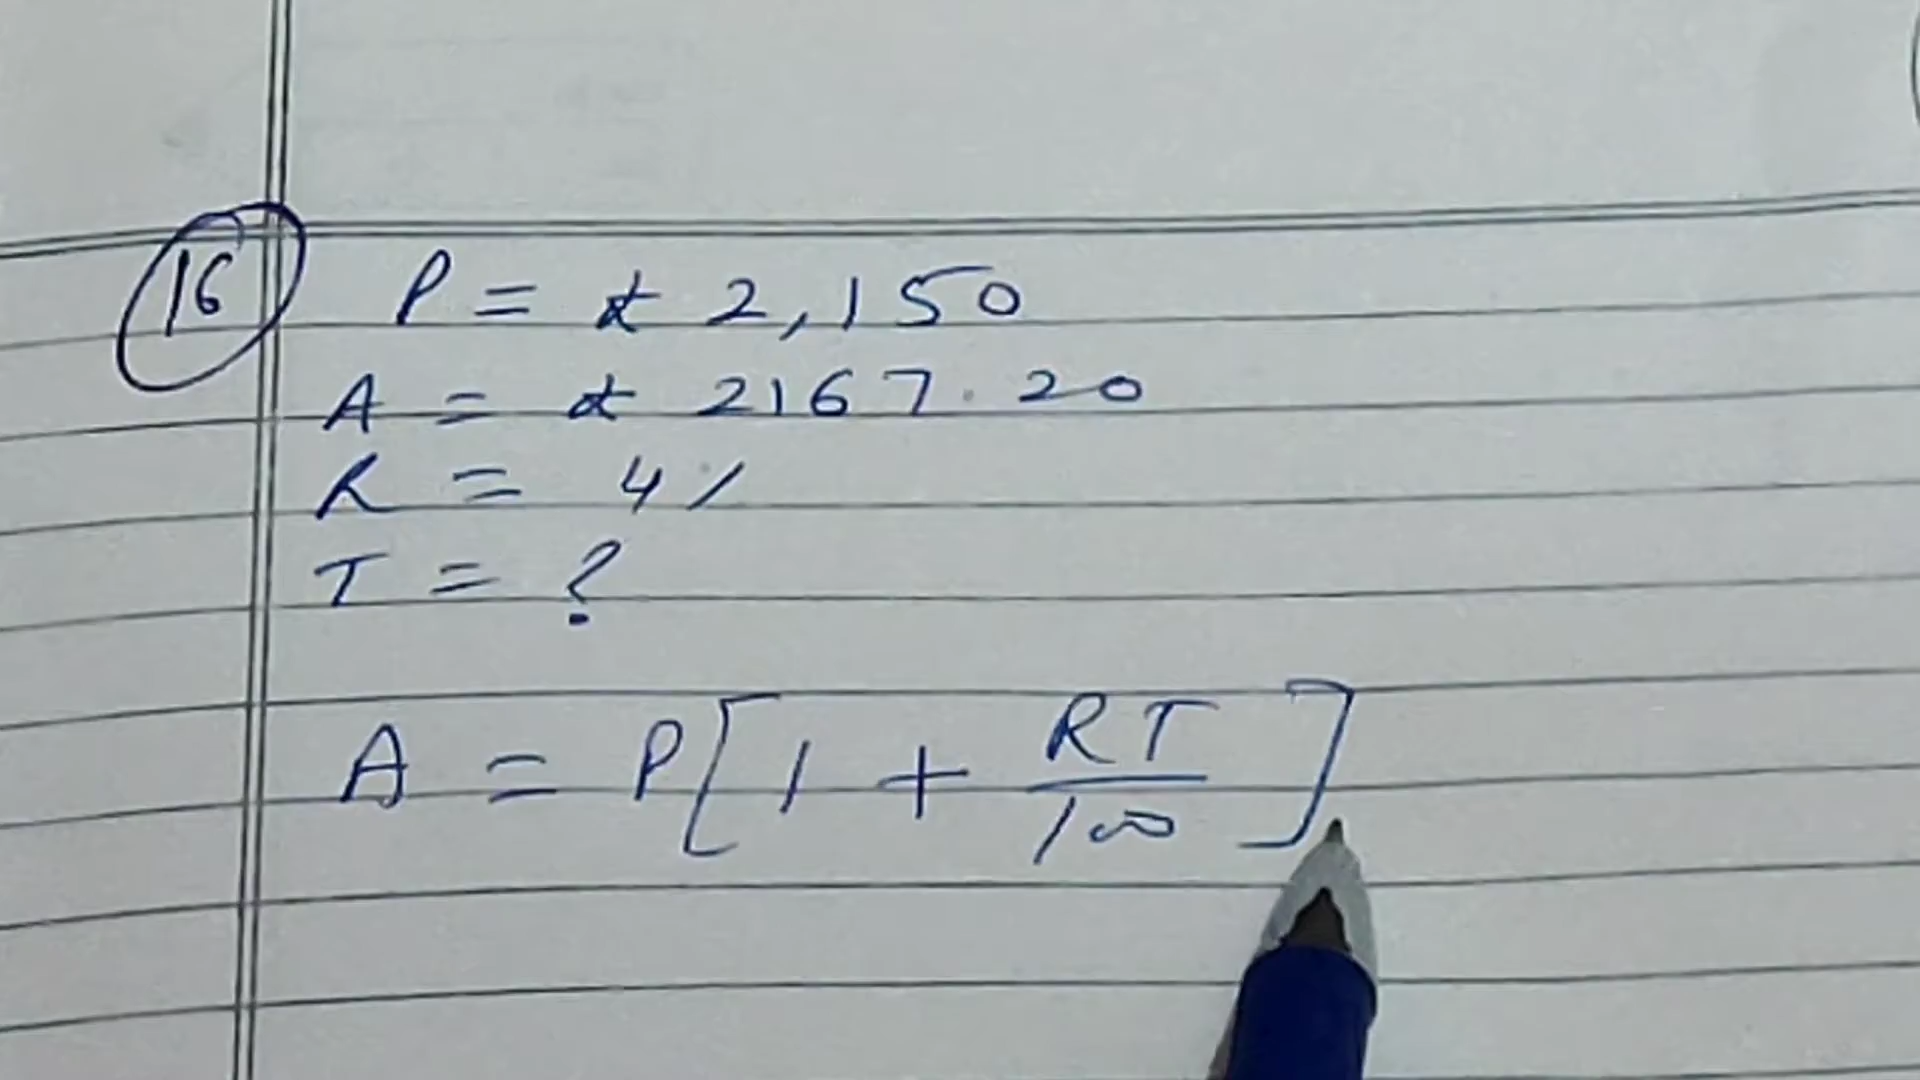 16 P = ₹ 2,150
A = ₹ 2167.20
R = 4%
T = ?
A = P[1 + RT/100]